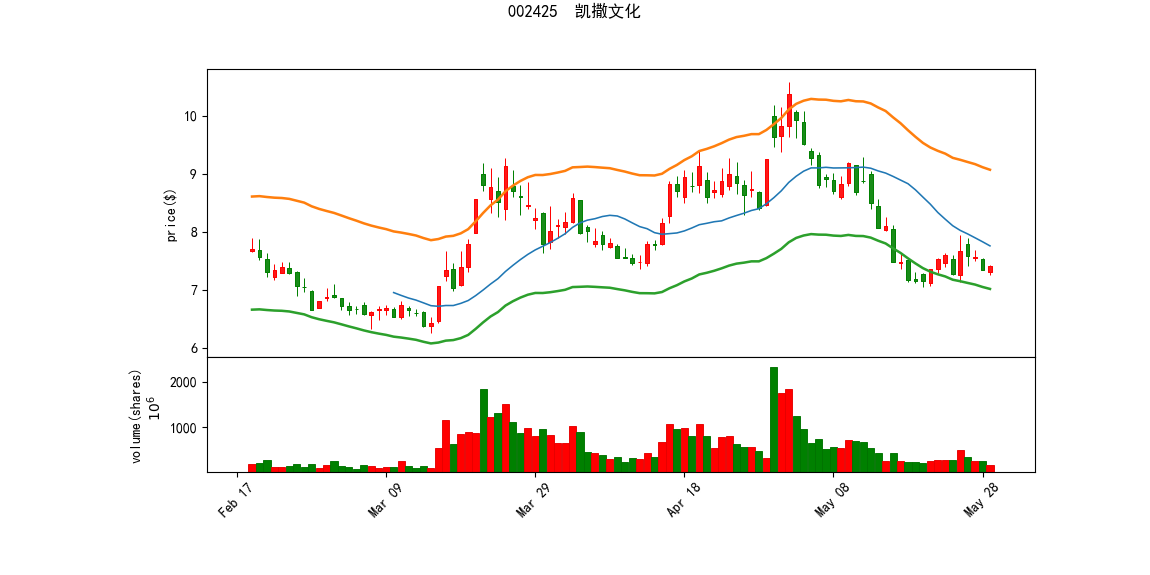 002425 凯撒文化
price($)
10
9
8
7
6
volume(shares)
10^6
2000
1000
Feb 17
Mar 09
Mar 29
Apr 18
May 08
May 28